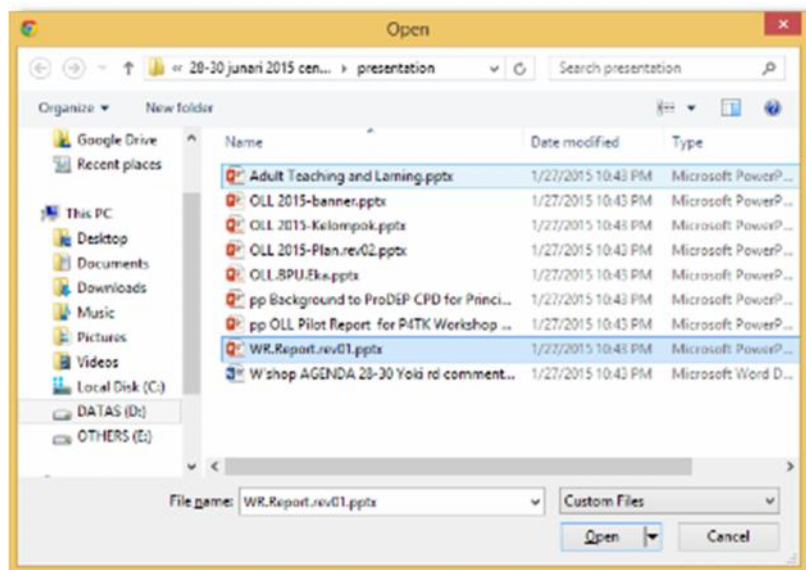 Open
« 28-30 junari 2015 cen... presentation Search presentation
Organize New folder
Google Drive
Recent places
This PC
Desktop
Documents
Downloads
Music
Pictures
Videos
Local Disk (C:)
DATAS (D:)
OTHERS (E:)
Name Date modified Type
Adult Teaching and Larning.pptx 1/27/2015 10:43 PM Microsoft PowerP...
OLL 2015-banner.pptx 1/27/2015 10:43 PM Microsoft PowerP...
OLL 2015-Kelompok.pptx 1/27/2015 10:43 PM Microsoft PowerP...
OLL 2015-Plan.rev02.pptx 1/27/2015 10:43 PM Microsoft PowerP...
OLL.BPU.Eka.pptx 1/27/2015 10:43 PM Microsoft PowerP...
pp Background to ProDEP CPD for Princi... 1/27/2015 10:43 PM Microsoft PowerP...
pp OLL Pilot Report for P4TK Workshop ... 1/27/2015 10:43 PM Microsoft PowerP...
WR.Report.rev01.pptx 1/27/2015 10:43 PM Microsoft PowerP...
W'shop AGENDA 28-30 Yoki rd comment... 1/27/2015 10:43 PM Microsoft Word D...
File name: WR.Report.rev01.pptx Custom Files
Open Cancel